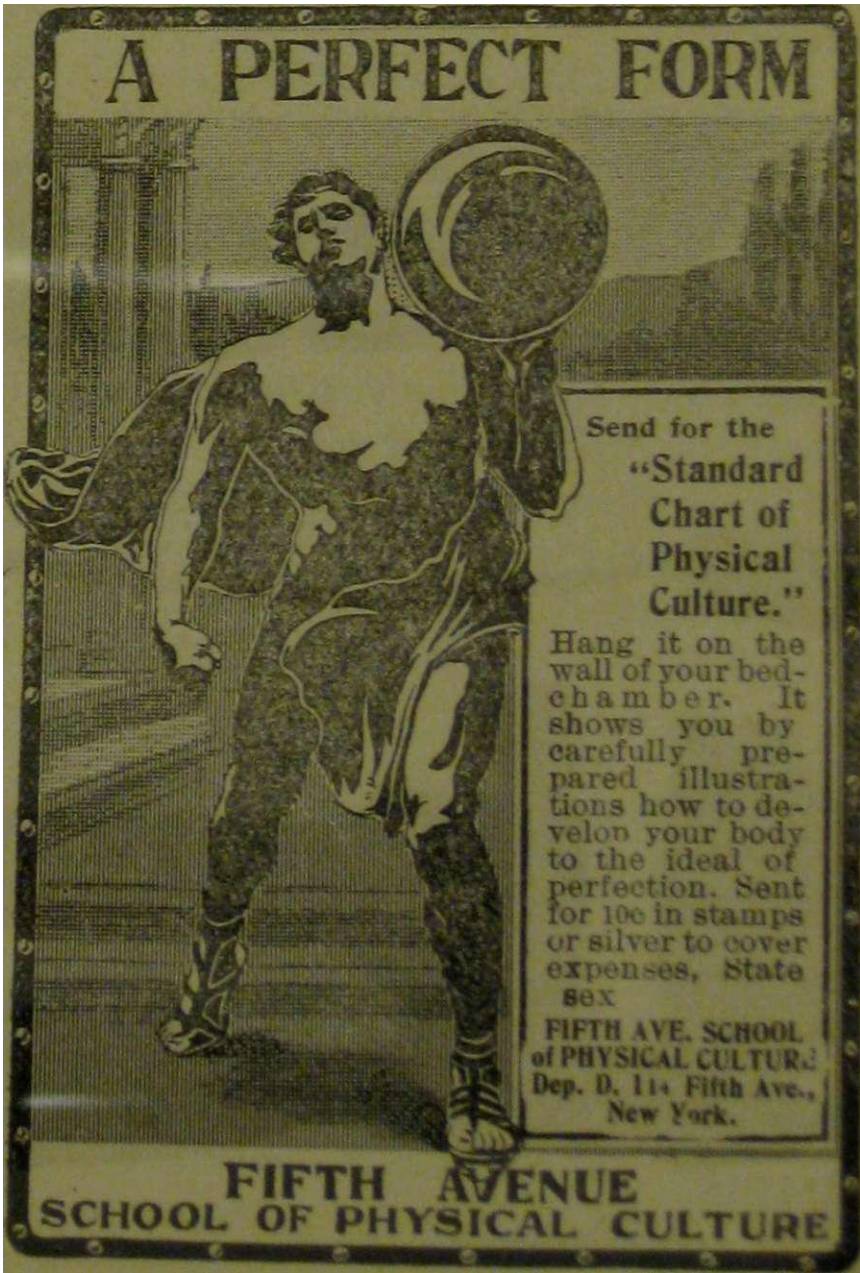 A PERFECT FORM
Send for the
"Standard
Chart of
Physical
Culture."
Hang it on the
wall of your bed-
chamber. It
shows you by
carefully pre-
pared illustra-
tions how to de-
velop your body
to the ideal of
perfection. Sent
for 10c in stamps
or silver to cover
expenses, State
sex
FIFTH AVE. SCHOOL
of PHYSICAL CULTURE
Dep. D. 114 Fifth Ave.,
New York.
FIFTH AVENUE
SCHOOL OF PHYSICAL CULTURE